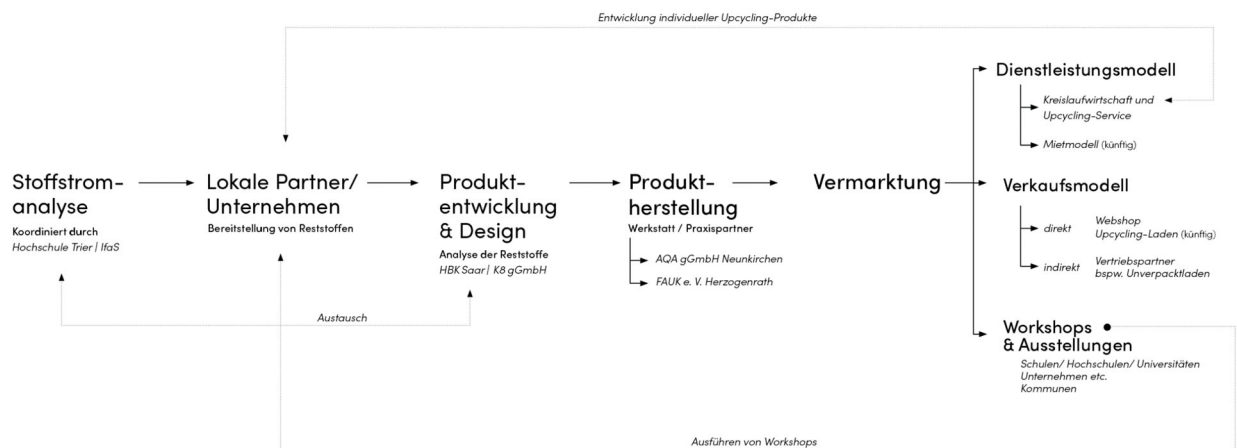 Entwicklung individueller Upcycling-Produkte
Stoffstrom-
analyse
Koordiniert durch
Hochschule Trier | IfaS
Lokale Partner/
Unternehmen
Bereitstellung von Reststoffen
Produkt-
entwicklung
& Design
Analyse der Reststoffe
HBK Saar | K8 gGmbH
Austausch
Produkt-
herstellung
Werkstatt / Praxispartner
AQA gGmbH Neunkirchen
FAUK e. V. Herzogenrath
Vermarktung
Dienstleistungsmodell
Kreislaufwirtschaft und
Upcycling-Service
Mietmodell (künftig)
Verkaufsmodell
direkt
Webshop
Upcycling-Laden (künftig)
indirekt
Vertriebspartner
bspw. Unverpacktladen
Workshops
& Ausstellungen
Schulen/ Hochschulen/ Universitäten
Unternehmen etc.
Kommunen
Ausführen von Workshops